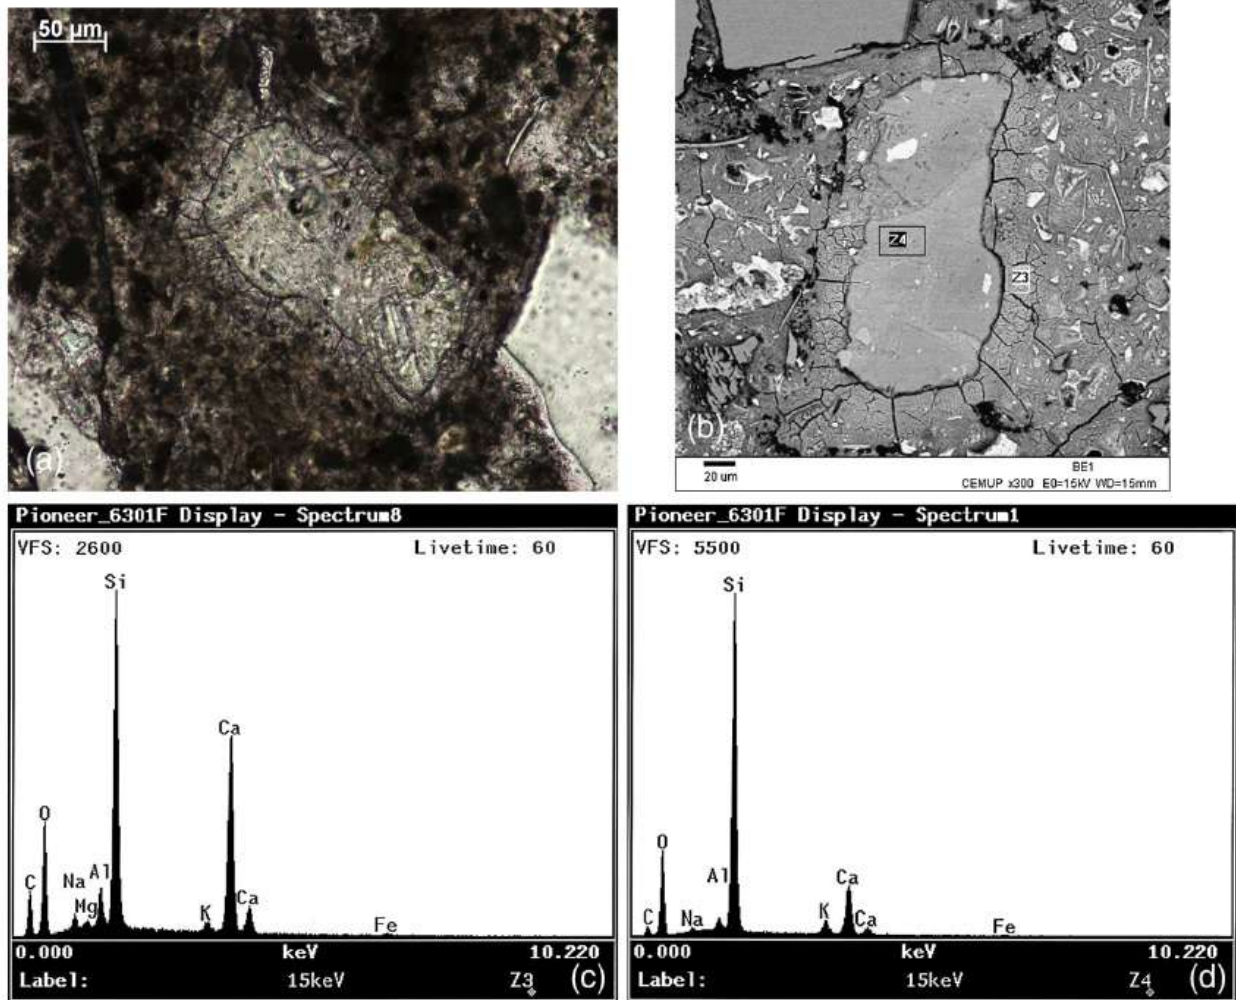 50 µm
(a)
Z4
Z3
(b)
20 um
BE1
CEMUP x300 E0=15kV WD=15mm
Pioneer_6301F Display - Spectrum8
VFS: 2600 Livetime: 60
Si
Ca
O
C Na Mg Al K Ca Fe
0.000 keV 10.220
Label: 15keV Z3 (c)
Pioneer_6301F Display - Spectrum1
VFS: 5500 Livetime: 60
Si
O
C Na Al K Ca Ca Fe
0.000 keV 10.220
Label: 15keV Z4 (d)